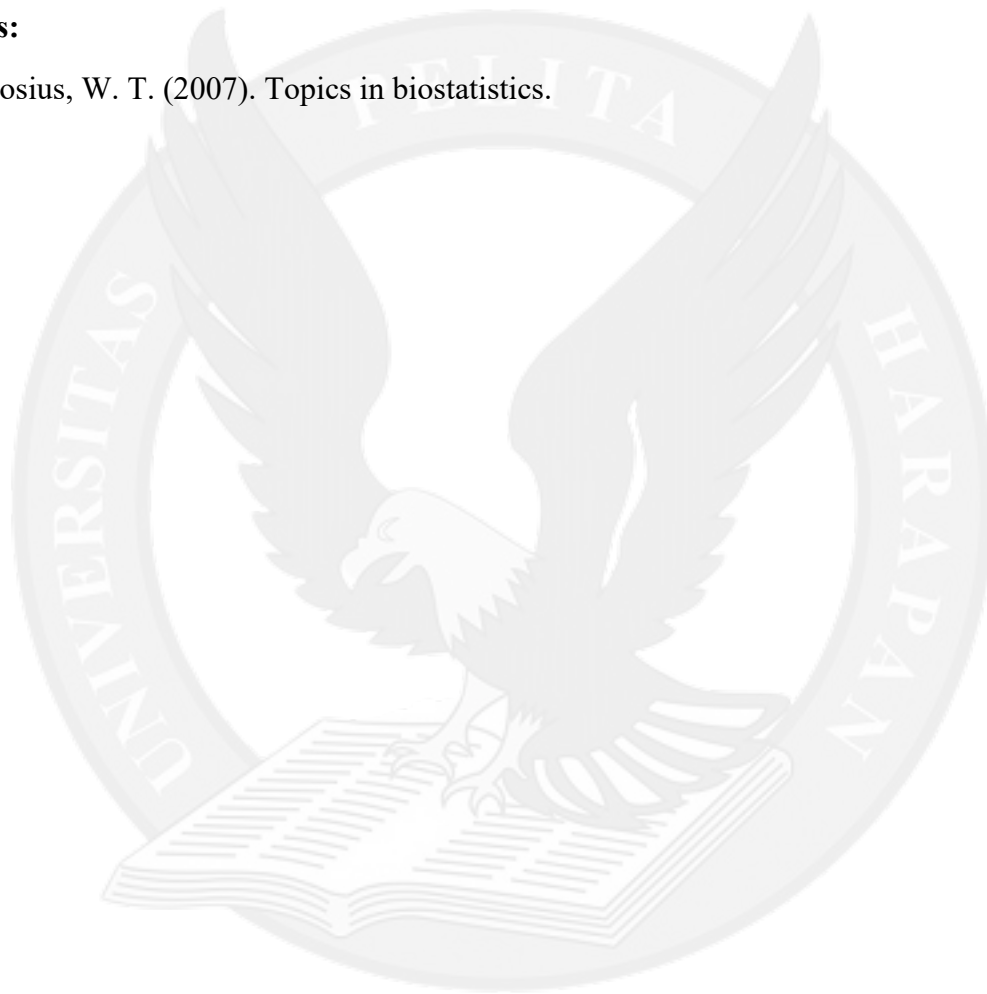 s:
osius, W. T. (2007). Topics in biostatistics.
UNIVERSITAS PELITA HARAPAN